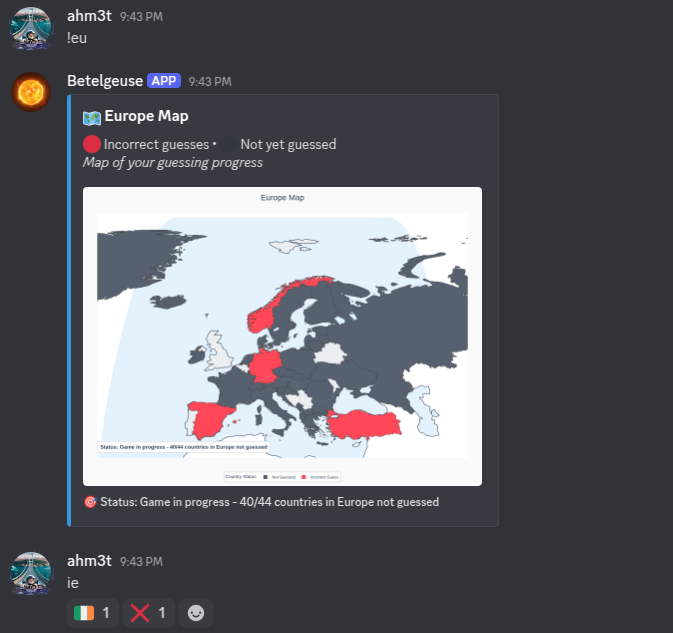 ahm3t 9:43 PM
!eu
Betelgeuse APP 9:43 PM
Europe Map
Incorrect guesses • Not yet guessed
Map of your guessing progress
Europe Map
Status: Game in progress - 40/44 countries in Europe not guessed
Country Status Not Guessed Incorrect Guess
Status: Game in progress - 40/44 countries in Europe not guessed
ahm3t 9:43 PM
ie
1 1